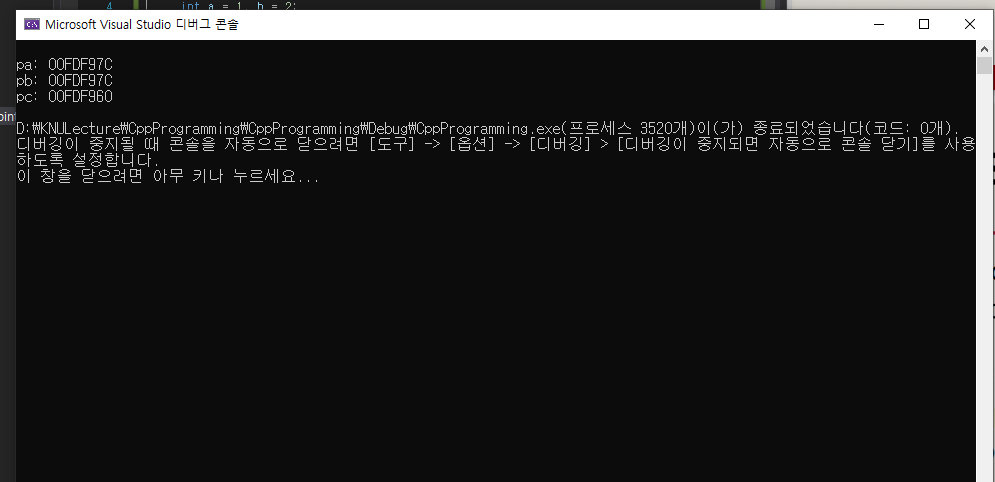 4 int a = 1, b = 2;
C:\ Microsoft Visual Studio 디버그 콘솔
pa: 00FDF97C
pb: 00FDF97C
pc: 00FDF960
oint
D:\KNULecture\CppProgramming\CppProgramming\Debug\CppProgramming.exe(프로세스 3520개)이(가) 종료되었습니다(코드: 0개).
디버깅이 중지될 때 콘솔을 자동으로 닫으려면 [도구] -> [옵션] -> [디버깅] > [디버깅이 중지되면 자동으로 콘솔 닫기]를 사용
하도록 설정합니다.
이 창을 닫으려면 아무 키나 누르세요...